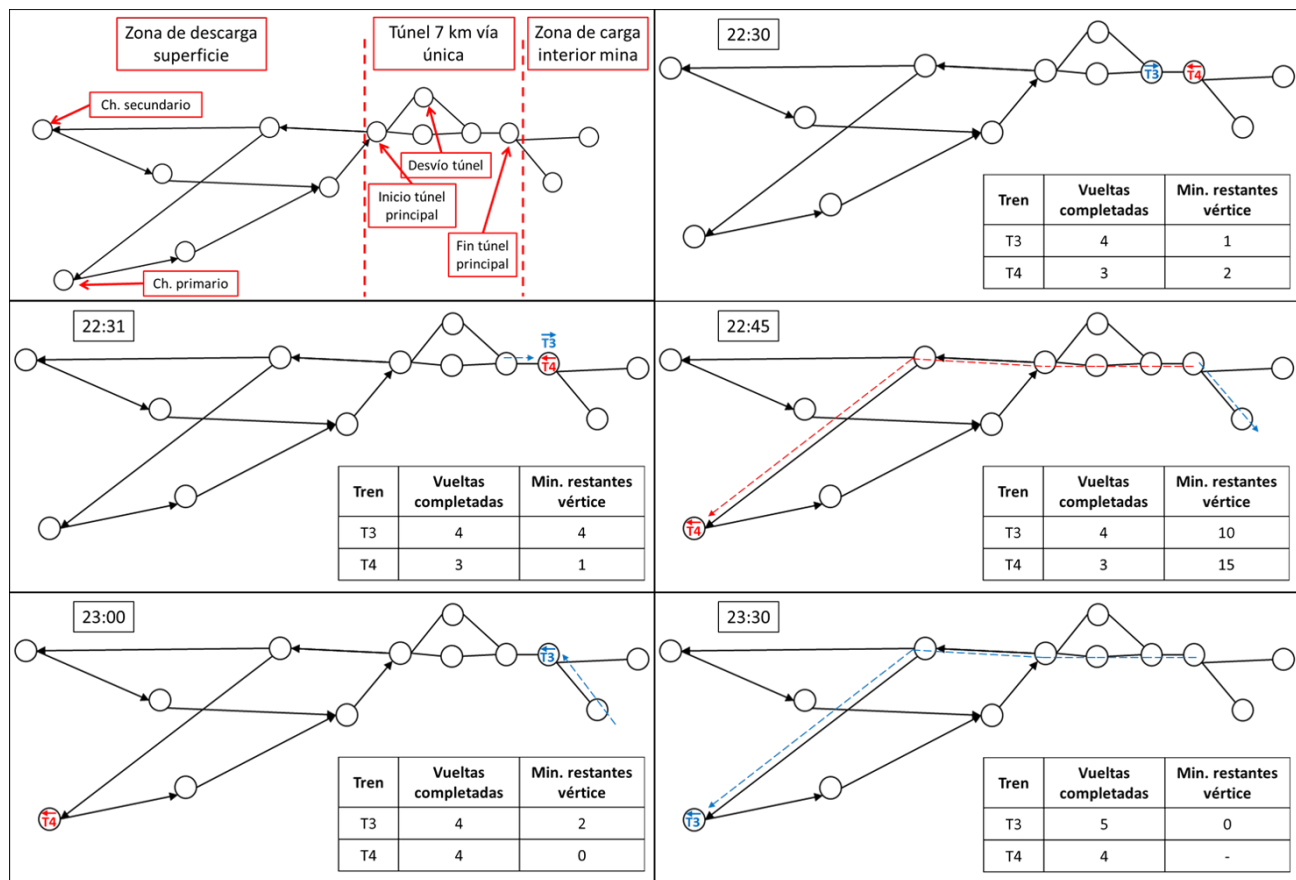 Zona de descarga
superficie
Túnel 7 km vía
única
Zona de carga
interior mina
Ch. secundario
Desvío túnel
Inicio túnel
principal
Fin túnel
principal
Ch. primario
22:30
T3
T4
Tren Vueltas completadas Min. restantes vértice
T3 4 1
T4 3 2
22:31
T3
T4
Tren Vueltas completadas Min. restantes vértice
T3 4 4
T4 3 1
22:45
T4
Tren Vueltas completadas Min. restantes vértice
T3 4 10
T4 3 15
23:00
T3
T4
Tren Vueltas completadas Min. restantes vértice
T3 4 2
T4 4 0
23:30
T3
Tren Vueltas completadas Min. restantes vértice
T3 5 0
T4 4 -